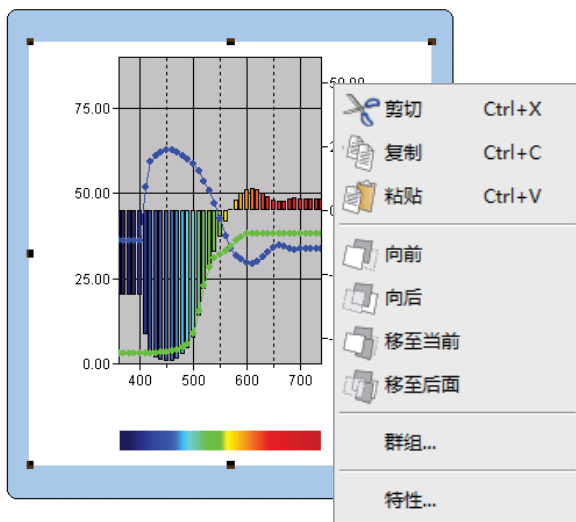 75.00
50.00
25.00
0.00
400 500 600 700
剪切 Ctrl+X
复制 Ctrl+C
粘贴 Ctrl+V
向前
向后
移至当前
移至后面
群组...
特性...